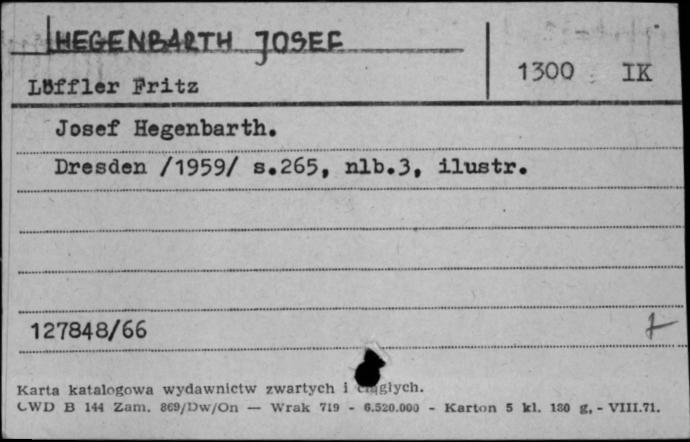 HEGENBARTH JOSEF
Löffler Fritz
1300 IK
Josef Hegenbarth.
Dresden /1959/ s.265, nlb.3, ilustr.
127848/66
Karta katalogowa wydawnictw zwartych i ciągłych.
CWD B 144 Zam. 869/Dw/On — Wrak 719 - 6.520.000 - Karton 5 kl. 180 g. - VIII.71.